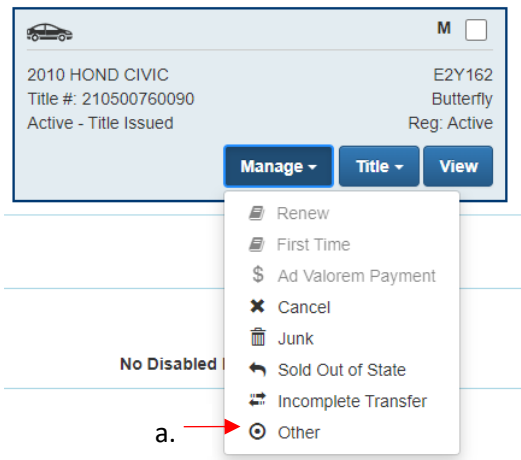 M
2010 HOND CIVIC E2Y162
Title #: 210500760090 Butterfly
Active - Title Issued Reg: Active
Manage Title View
Renew
First Time
$ Ad Valorem Payment
Cancel
Junk
No Disabled
Sold Out of State
Incomplete Transfer
a. Other